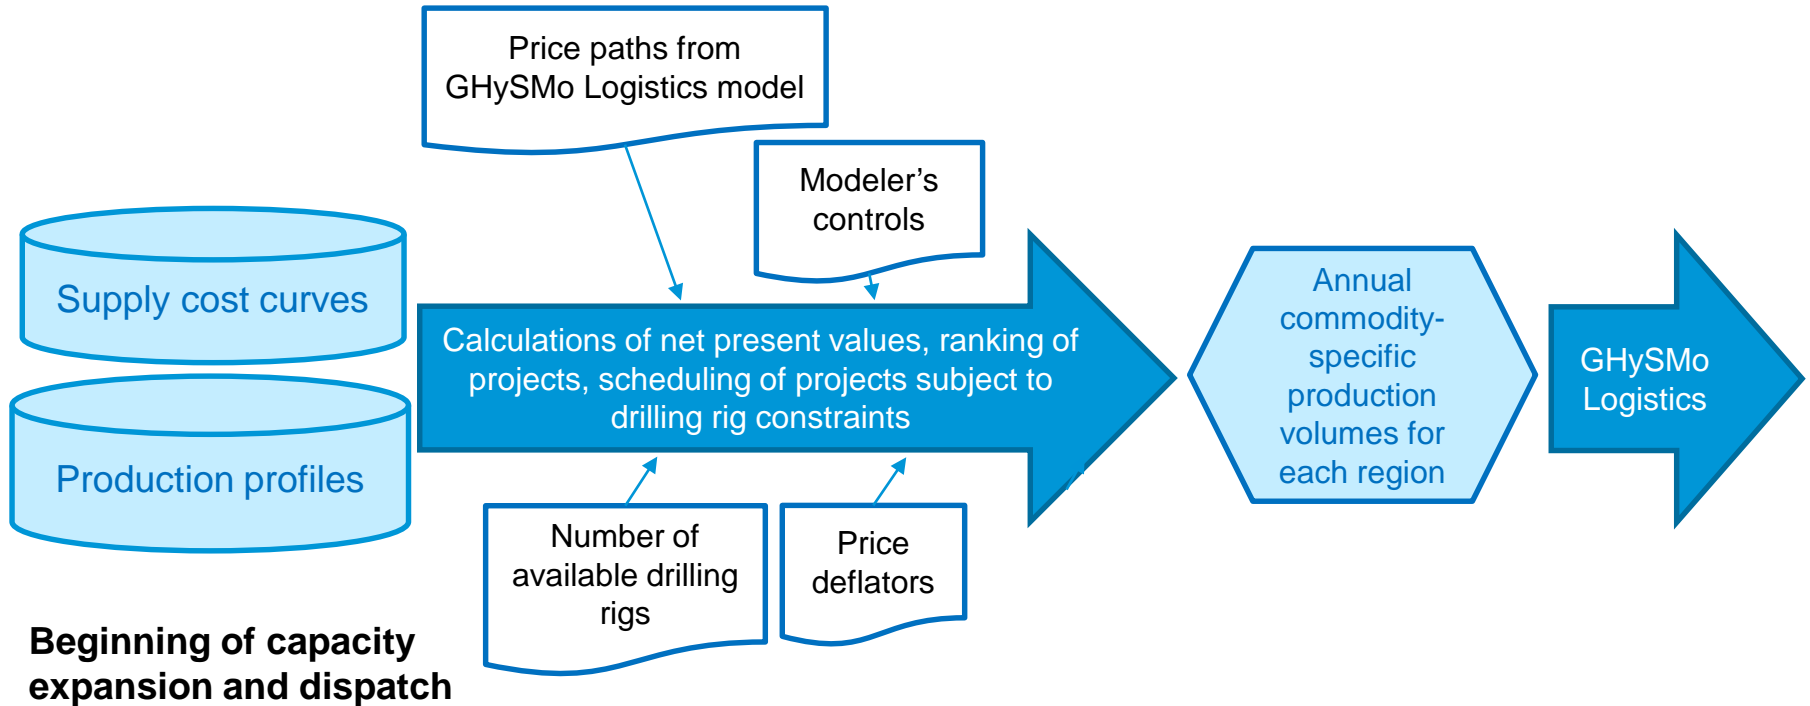 Price paths from
GHySMo Logistics model
Modeler’s
controls
Supply cost curves
Production profiles
Calculations of net present values, ranking of
projects, scheduling of projects subject to
drilling rig constraints
Annual
commodity-
specific
production
volumes for
each region
GHySMo
Logistics
Number of
available drilling
rigs
Price
deflators
Beginning of capacity
expansion and dispatch